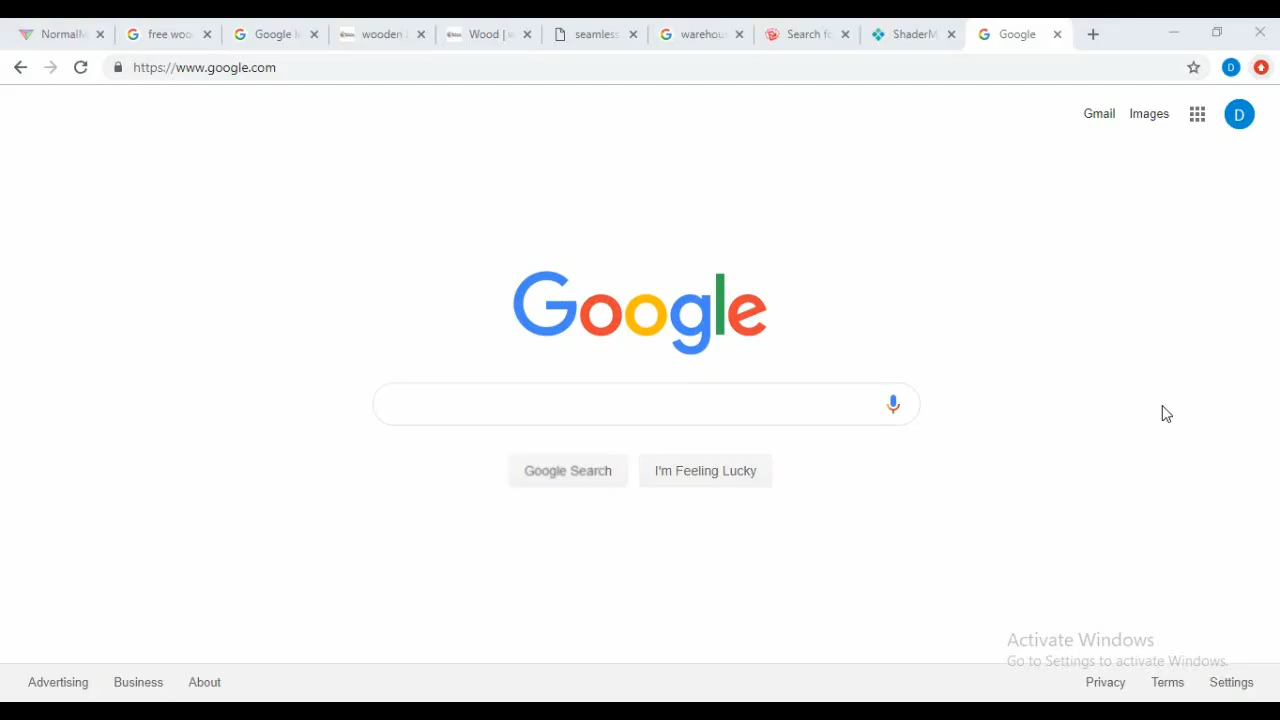 NormalM free woo Google I wooden Wood | w seamless warehou Search fo ShaderM Google
https://www.google.com
Gmail Images D
Google
Google Search I'm Feeling Lucky
Activate Windows
Go to Settings to activate Windows.
Advertising Business About Privacy Terms Settings